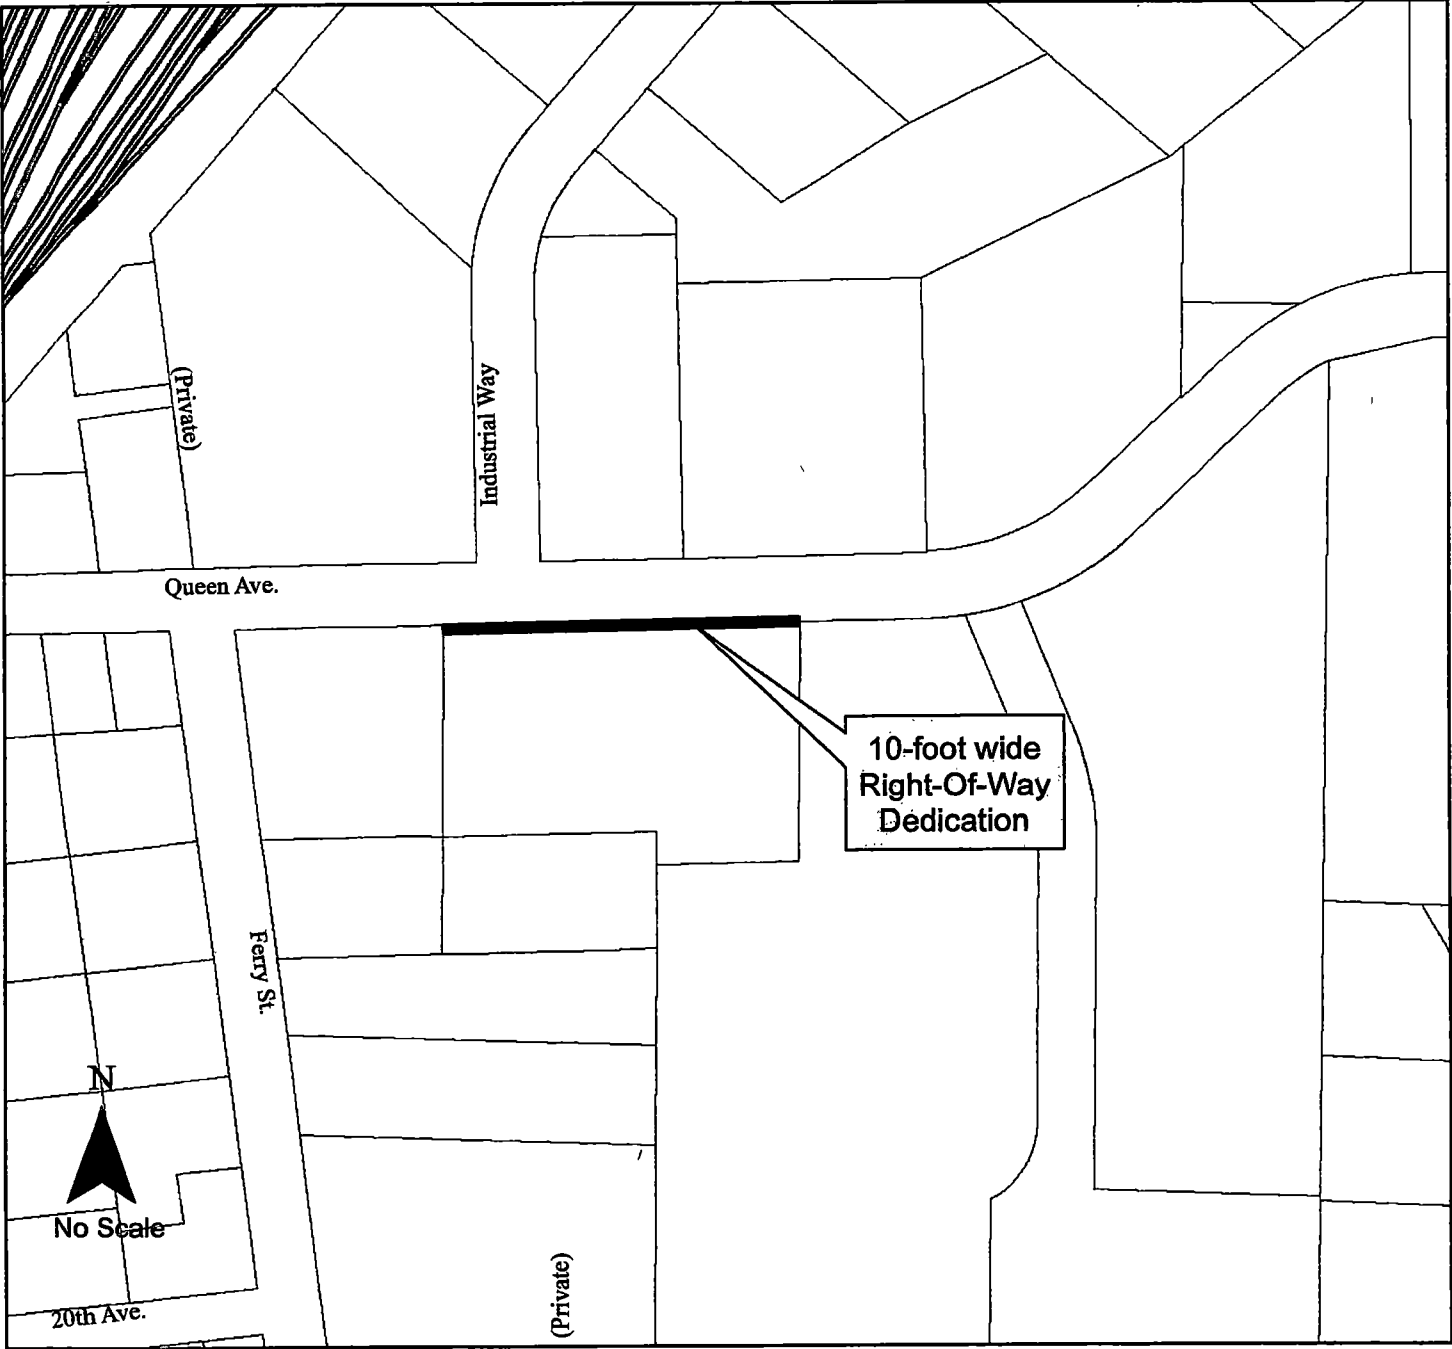 (Private)
Industrial Way
Queen Ave.
10-foot wide
Right-Of-Way
Dedication
Ferry St.
N
No Scale
20th Ave.
(Private)